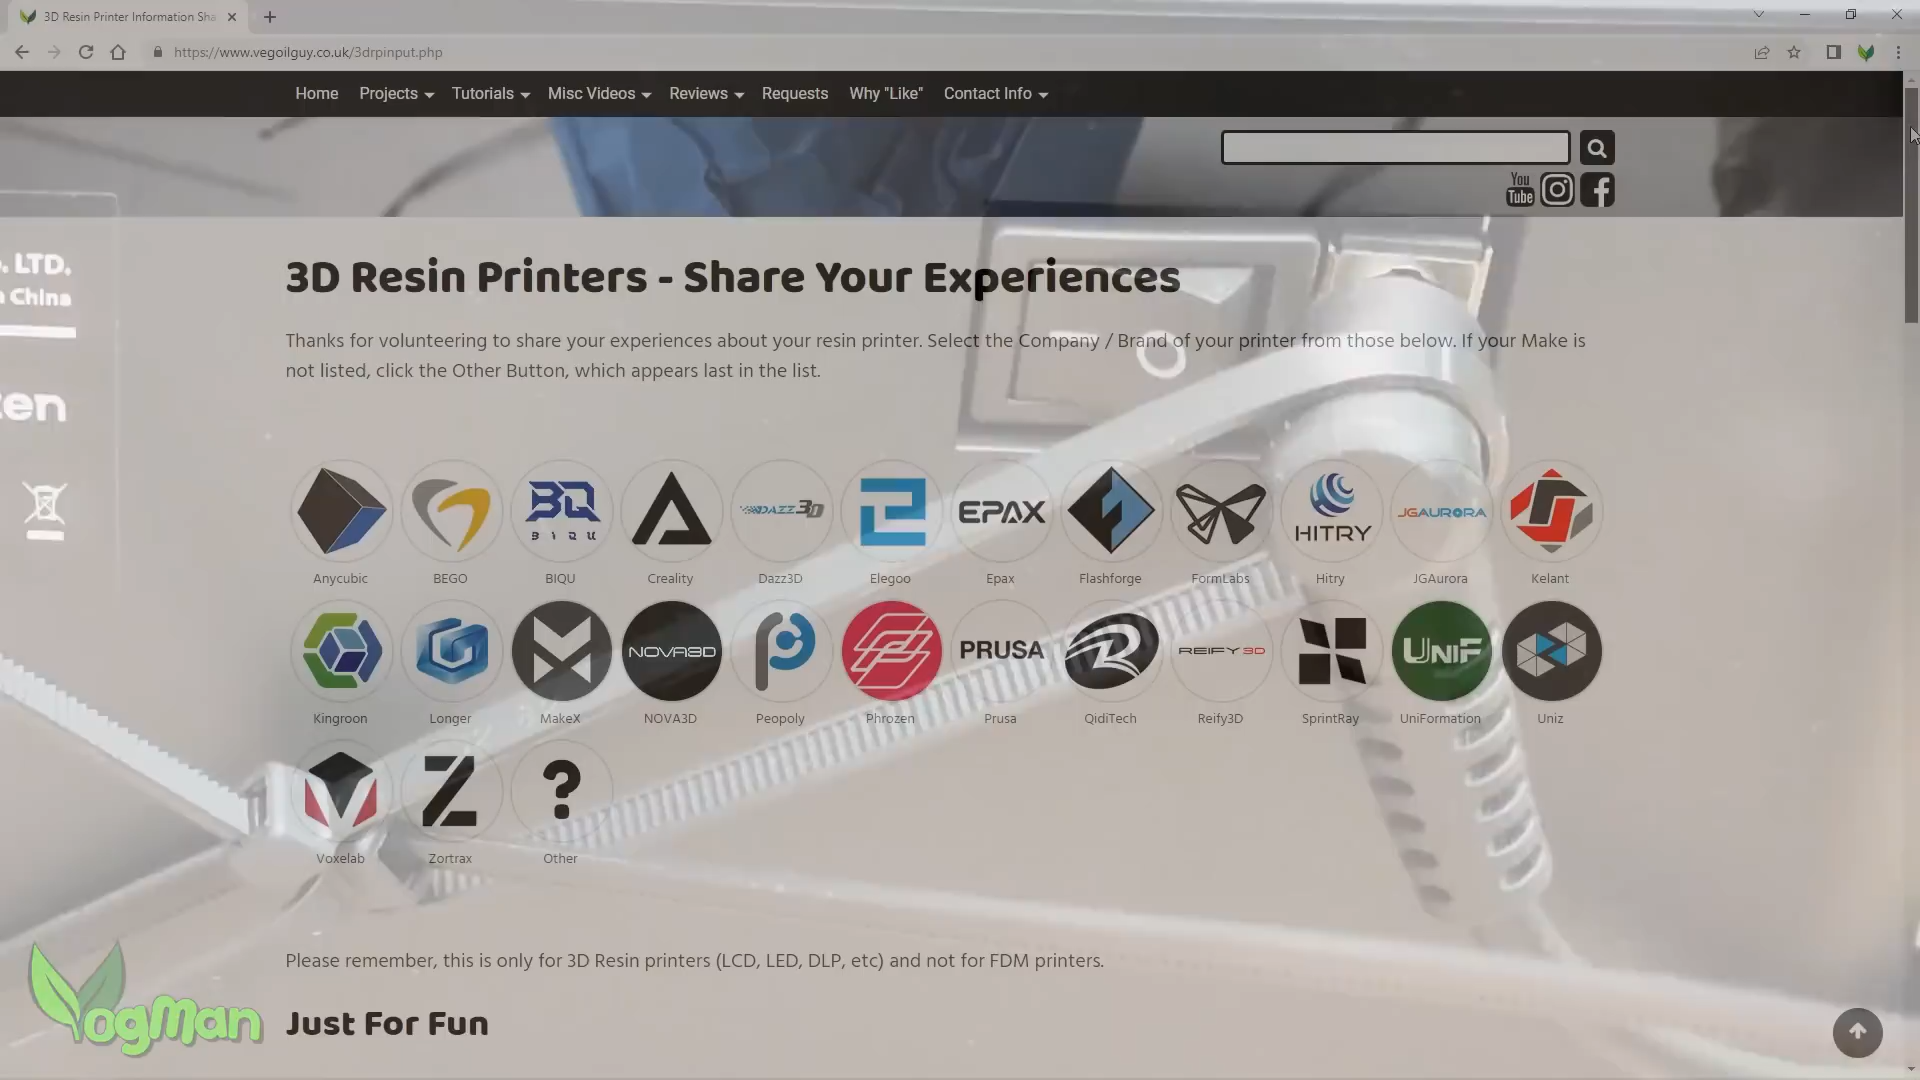 3D Resin Printer Information Sha
https://www.vegoilguy.co.uk/3drpinput.php
Home Projects Tutorials Misc Videos Reviews Requests Why "Like" Contact Info
You
Tube
. LTD.
China
en
3D Resin Printers - Share Your Experiences
Thanks for volunteering to share your experiences about your resin printer. Select the Company / Brand of your printer from those below. If your Make is
not listed, click the Other Button, which appears last in the list.
BQ
BIQU
DAZZ3D
EPAX
HITRY
JGAURORA
Anycubic BEGO BIQU Creality Dazz3D Elegoo Epax Flashforge FormLabs Hitry JGAurora Kelant
NOVA3D
PRUSA
REIFY3D
UNIF
Kingroon Longer MakeX NOVA3D Peopoly Phrozen Prusa QidiTech Reify3D SprintRay UniFormation Uniz
Z
?
Voxelab Zortrax Other
Please remember, this is only for 3D Resin printers (LCD, LED, DLP, etc) and not for FDM printers.
VogMan
Just For Fun